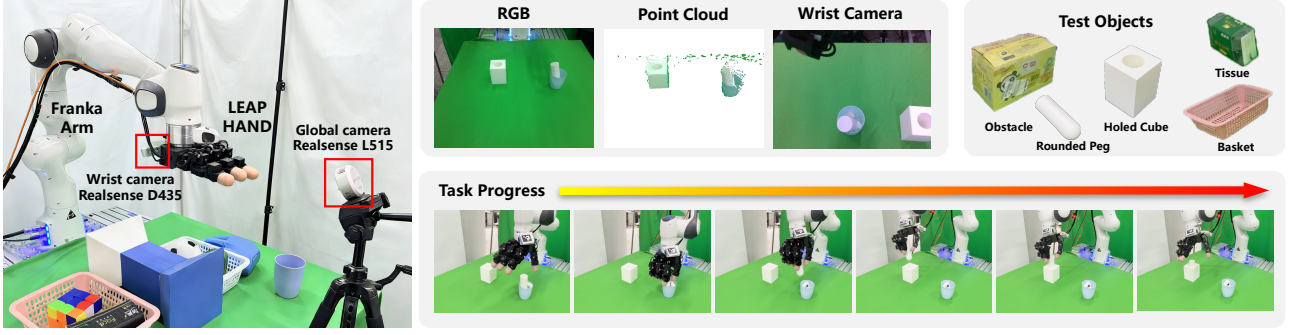 Franka
Arm
LEAP
HAND
Global camera
Realsense L515
Wrist camera
Realsense D435
RGB
Point Cloud
Wrist Camera
Test Objects
Obstacle
Rounded Peg
Holed Cube
Tissue
Basket
Task Progress